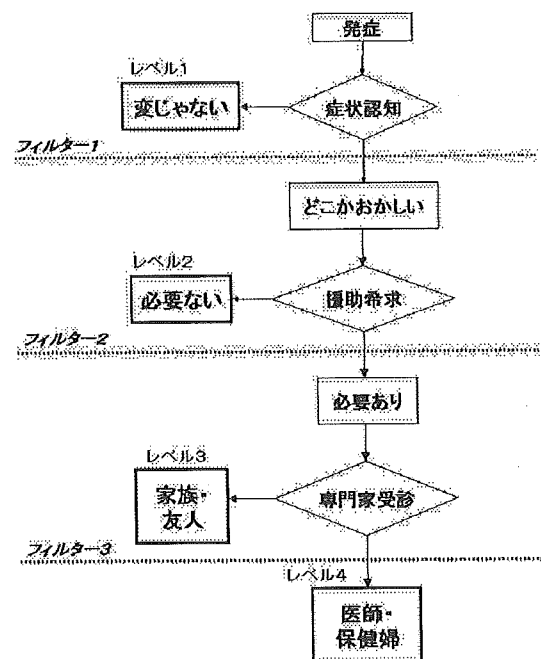 発症
レベル1
変じゃない
症状認知
フィルター1
どこかおかしい
レベル2
必要ない
援助希求
フィルター2
必要あり
レベル3
家族・
友人
専門家受診
フィルター3
レベル4
医師・
保健婦